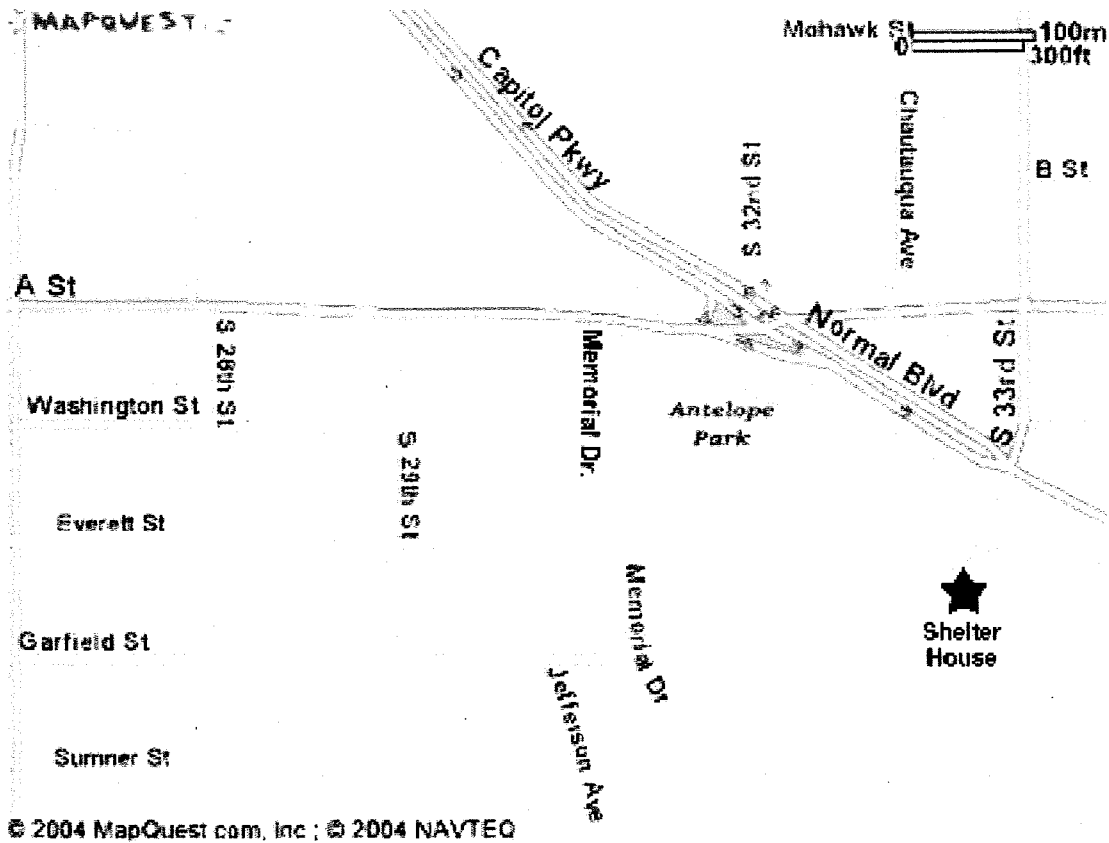 MAPQUEST
Mohawk St
100m
0
300ft
Capitol Pkwy
S 32nd St
Chautauqua Ave
B St
A St
S 28th St
Memorial Dr.
Normal Blvd
S 33rd St
Washington St
Antelope
Park
S 29th St
Everett St
Memorial Dr
Shelter
House
Garfield St
Jefferson Ave
Sumner St
© 2004 MapQuest com, Inc ; © 2004 NAVTEQ